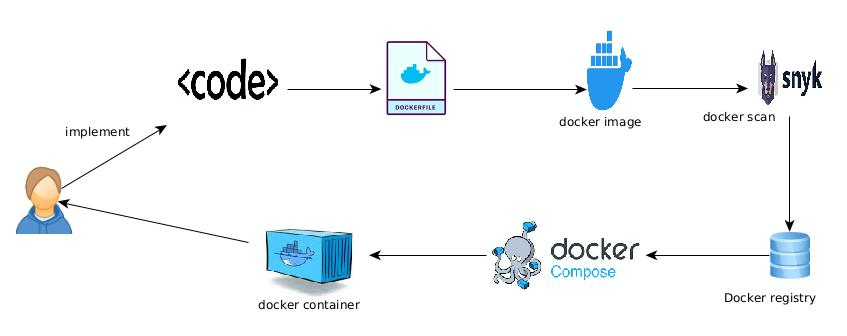 <code>
DOCKERFILE
docker image
snyk
docker scan
implement
docker
Compose
Docker registry
docker container